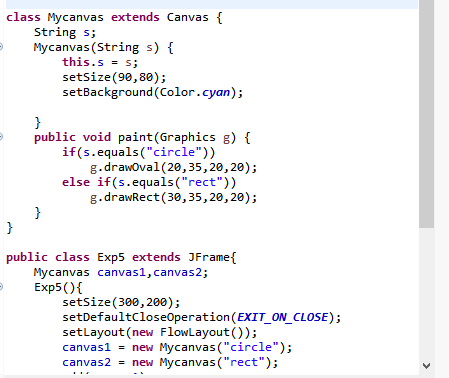 class Mycanvas extends Canvas {
String s;
Mycanvas(String s) {
this.s = s;
setSize(90,80);
setBackground(Color.cyan);
}
public void paint(Graphics g) {
if(s.equals("circle"))
g.drawOval(20,35,20,20);
else if(s.equals("rect"))
g.drawRect(30,35,20,20);
}
}
public class Exp5 extends JFrame{
Mycanvas canvas1,canvas2;
Exp5(){
setSize(300,200);
setDefaultCloseOperation(EXIT_ON_CLOSE);
setLayout(new FlowLayout());
canvas1 = new Mycanvas("circle");
canvas2 = new Mycanvas("rect");